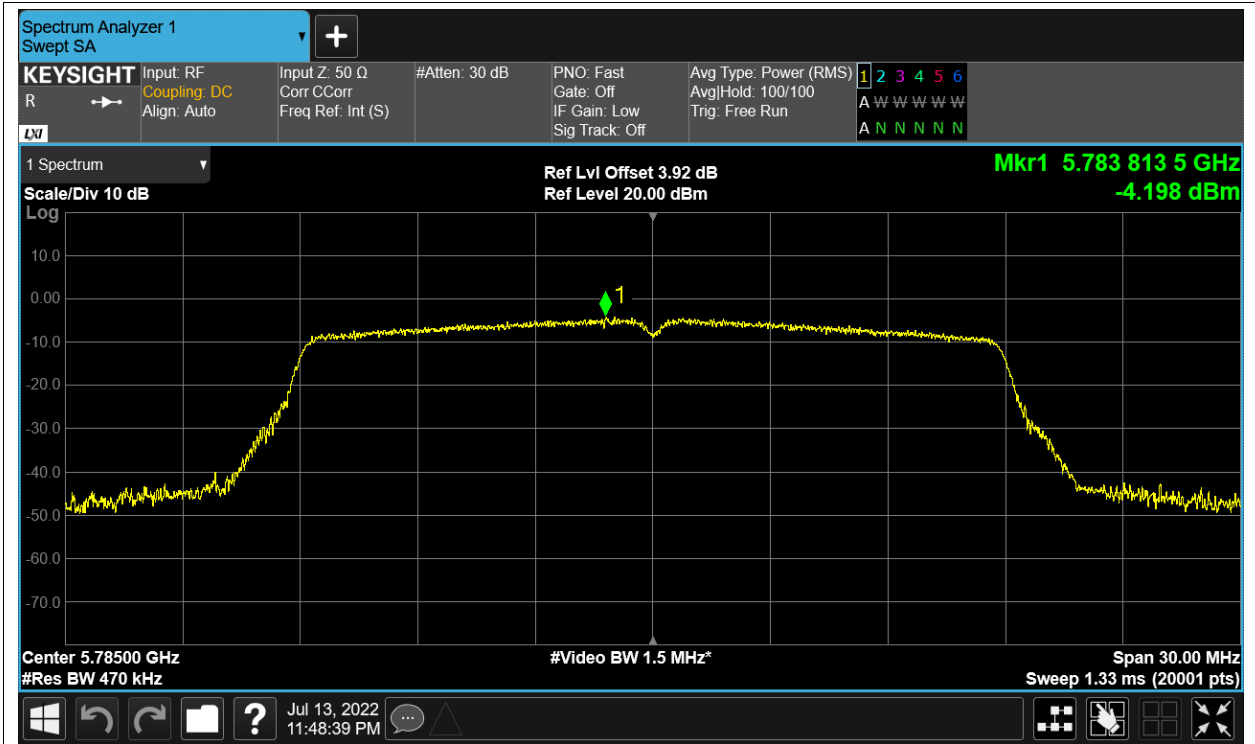 Spectrum Analyzer 1
Swept SA
KEYSIGHT
R
LXI
Input: RF
Coupling: DC
Align: Auto
Input Z: 50 Ω
Corr CCorr
Freq Ref: Int (S)
#Atten: 30 dB
PNO: Fast
Gate: Off
IF Gain: Low
Sig Track: Off
Avg Type: Power (RMS)
Avg|Hold: 100/100
Trig: Free Run
1 2 3 4 5 6
A W W W W W
A N N N N N
1 Spectrum
Scale/Div 10 dB
Log
Ref Lvl Offset 3.92 dB
Ref Level 20.00 dBm
Mkr1 5.783 813 5 GHz
-4.198 dBm
10.0
0.00
1
-10.0
-20.0
-30.0
-40.0
-50.0
-60.0
-70.0
Center 5.78500 GHz
#Video BW 1.5 MHz*
Span 30.00 MHz
#Res BW 470 kHz
Sweep 1.33 ms (20001 pts)
?
Jul 13, 2022
11:48:39 PM